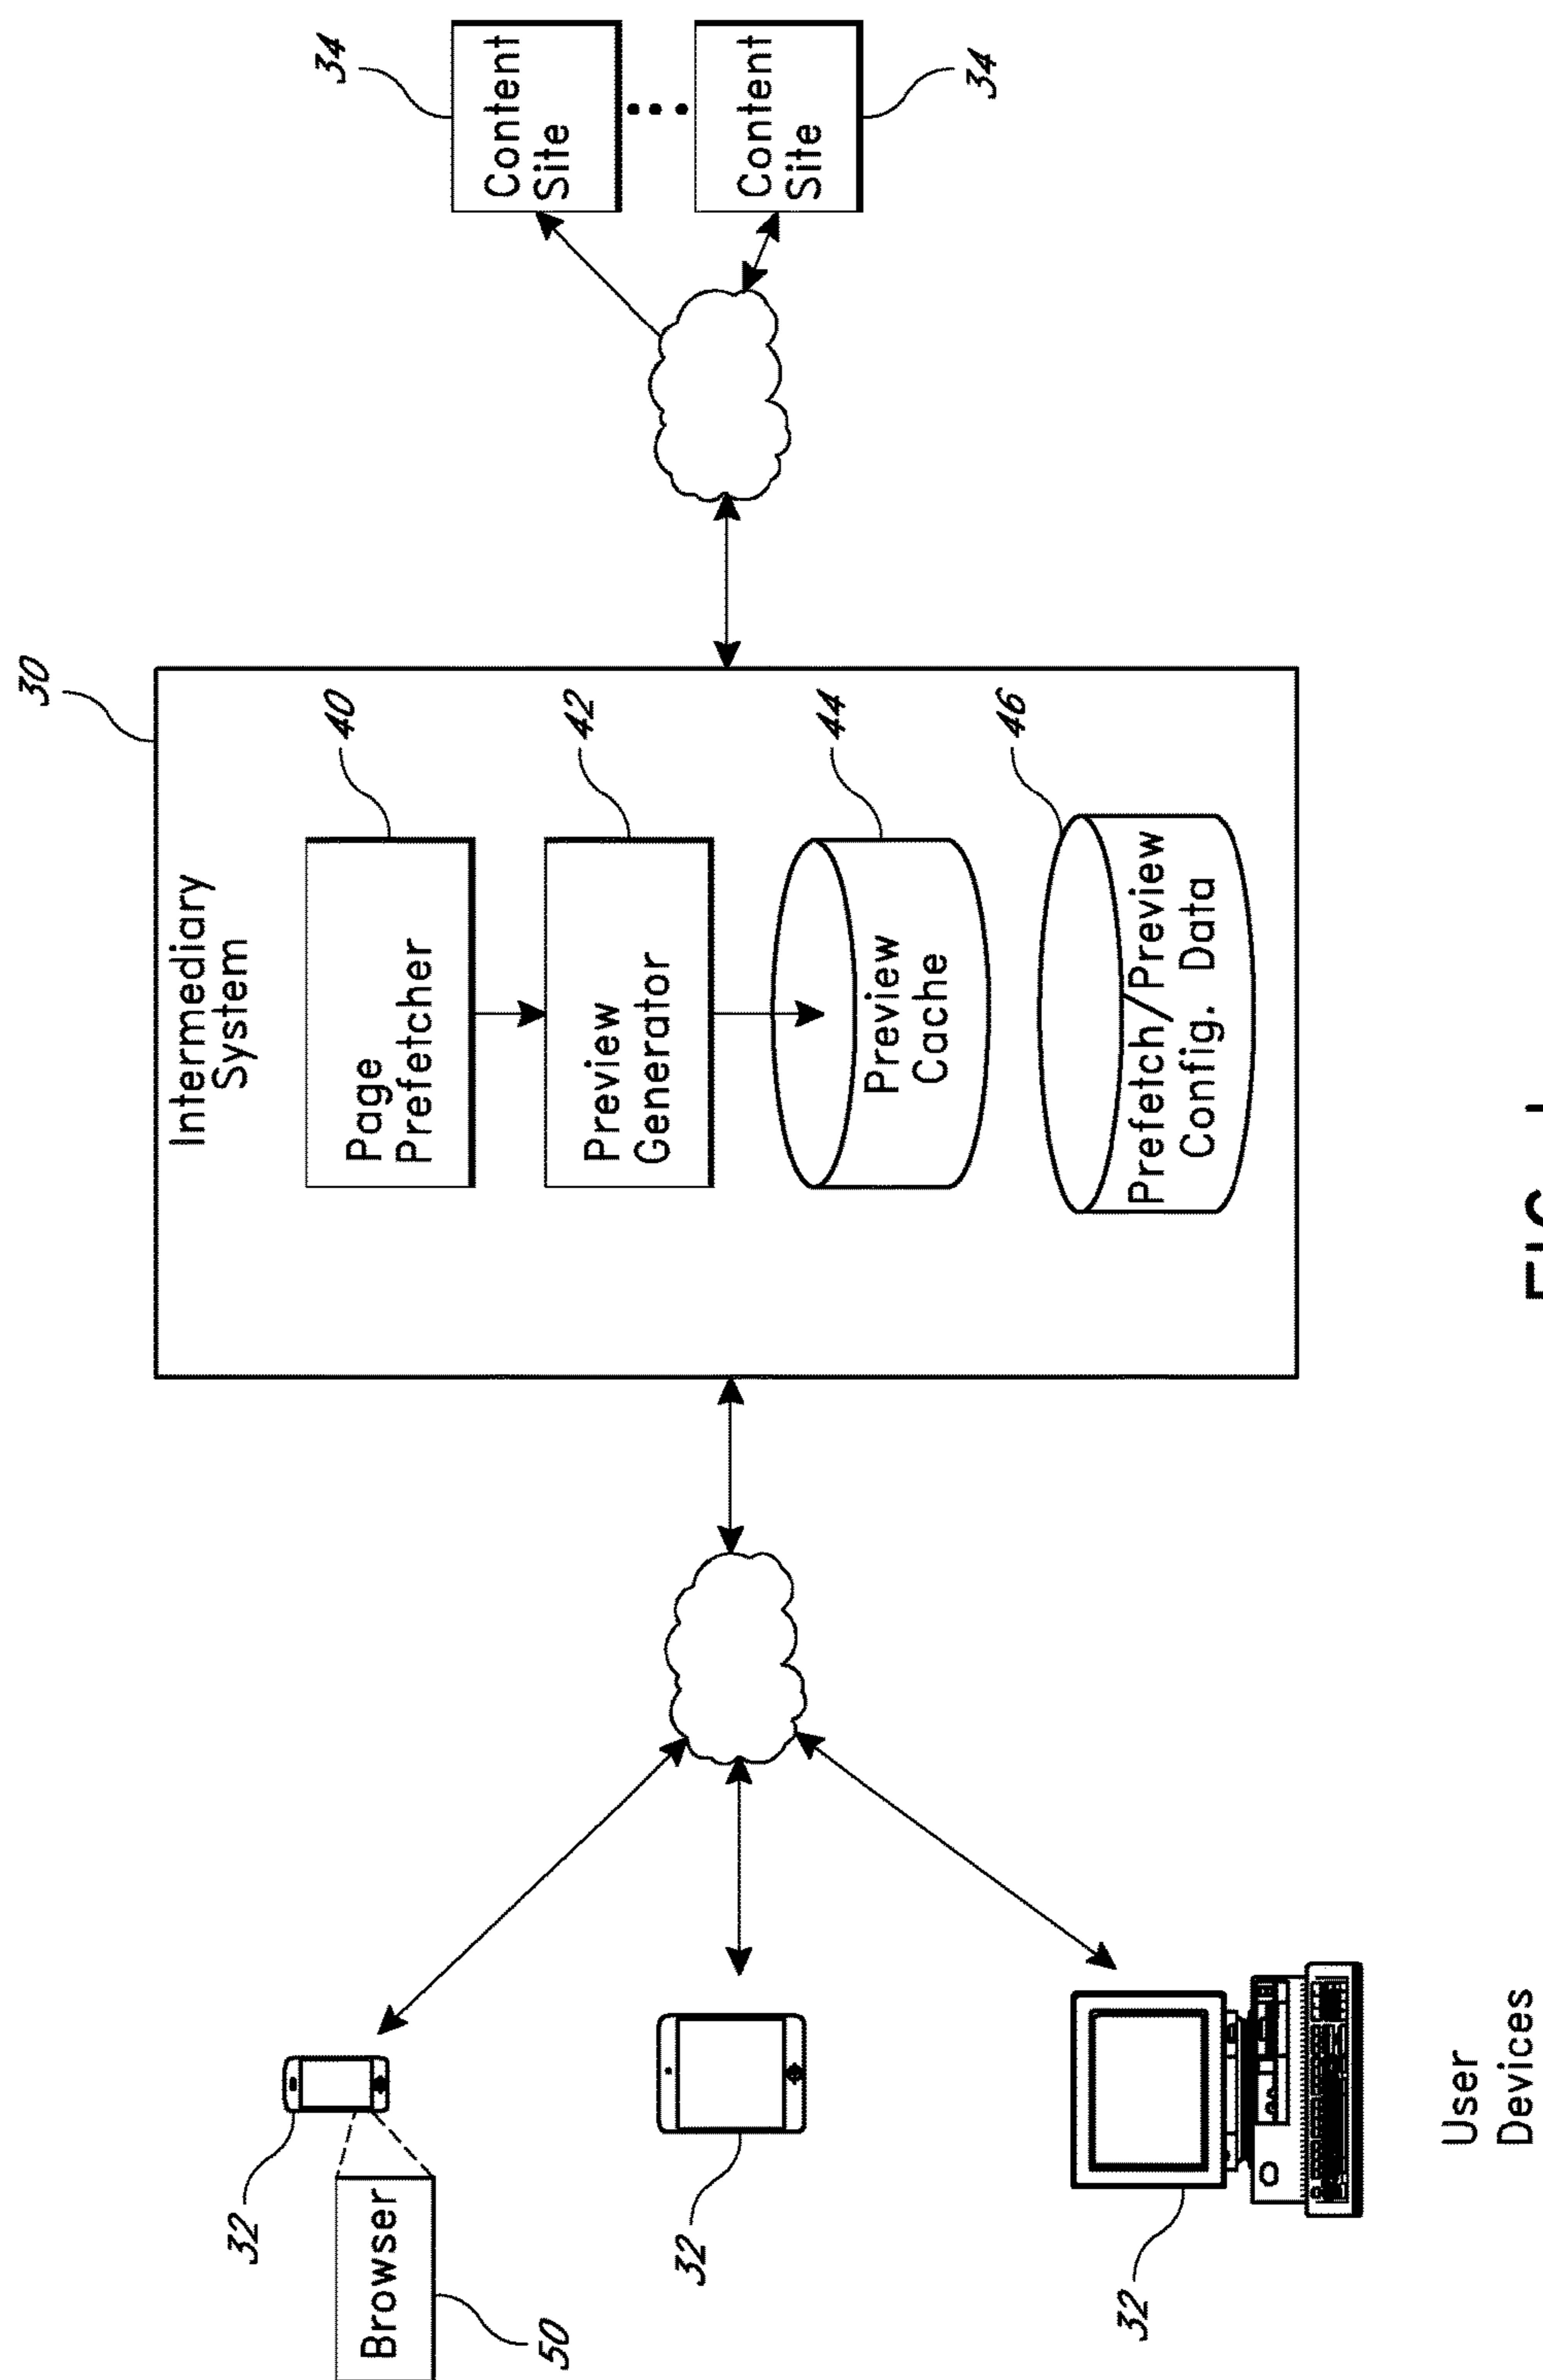 30
Intermediary
System
Page
Prefetcher
40
Preview
Generator
42
Preview
Cache
44
Prefetch/Preview
Config. Data
46
32
Browser
50
32
32
User
Devices
34
Content
Site
Content
Site
34